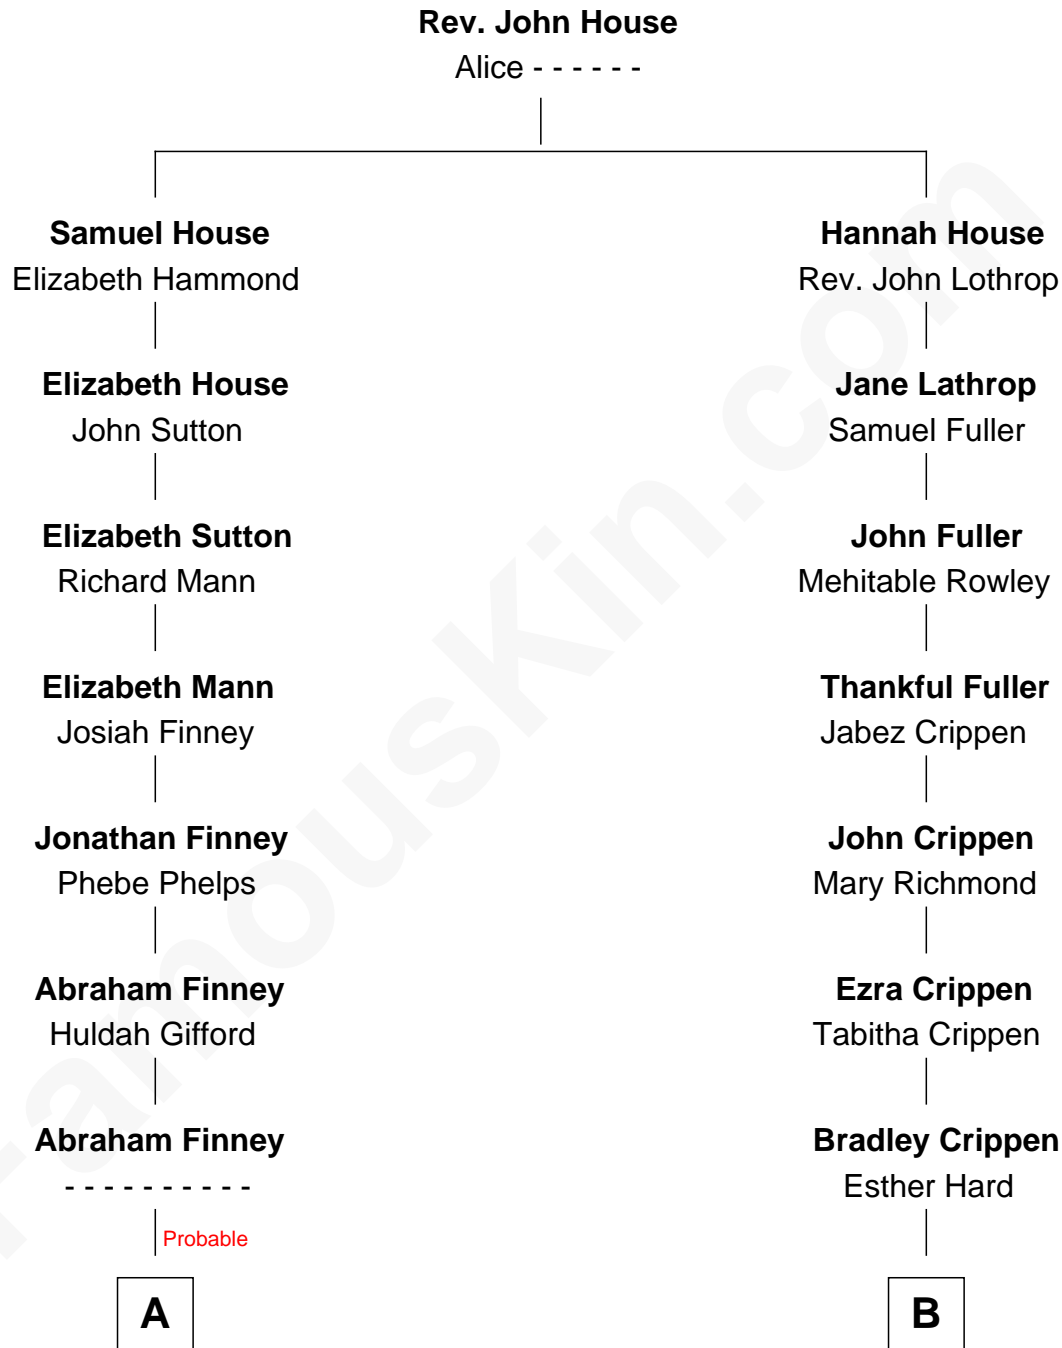 Rev. John House
Alice - - - - - -
Samuel House
Elizabeth Hammond
Hannah House
Rev. John Lothrop
Elizabeth House
John Sutton
Jane Lathrop
Samuel Fuller
Elizabeth Sutton
Richard Mann
John Fuller
Mehitable Rowley
Elizabeth Mann
Josiah Finney
Thankful Fuller
Jabez Crippen
Jonathan Finney
Phebe Phelps
John Crippen
Mary Richmond
Abraham Finney
Huldah Gifford
Ezra Crippen
Tabitha Crippen
Abraham Finney
- - - - - - - - - -
Bradley Crippen
Esther Hard
Probable
A
B
FamousKin.com